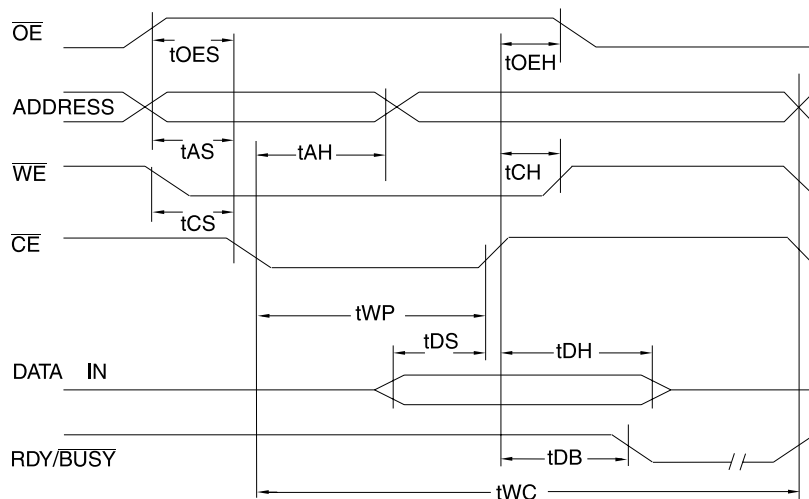 OE
tOES
tOEH
ADDRESS
tAS
tAH
tCH
WE
tCS
CE
tWP
tDS
tDH
DATA IN
RDY/BUSY
tDB
tWC